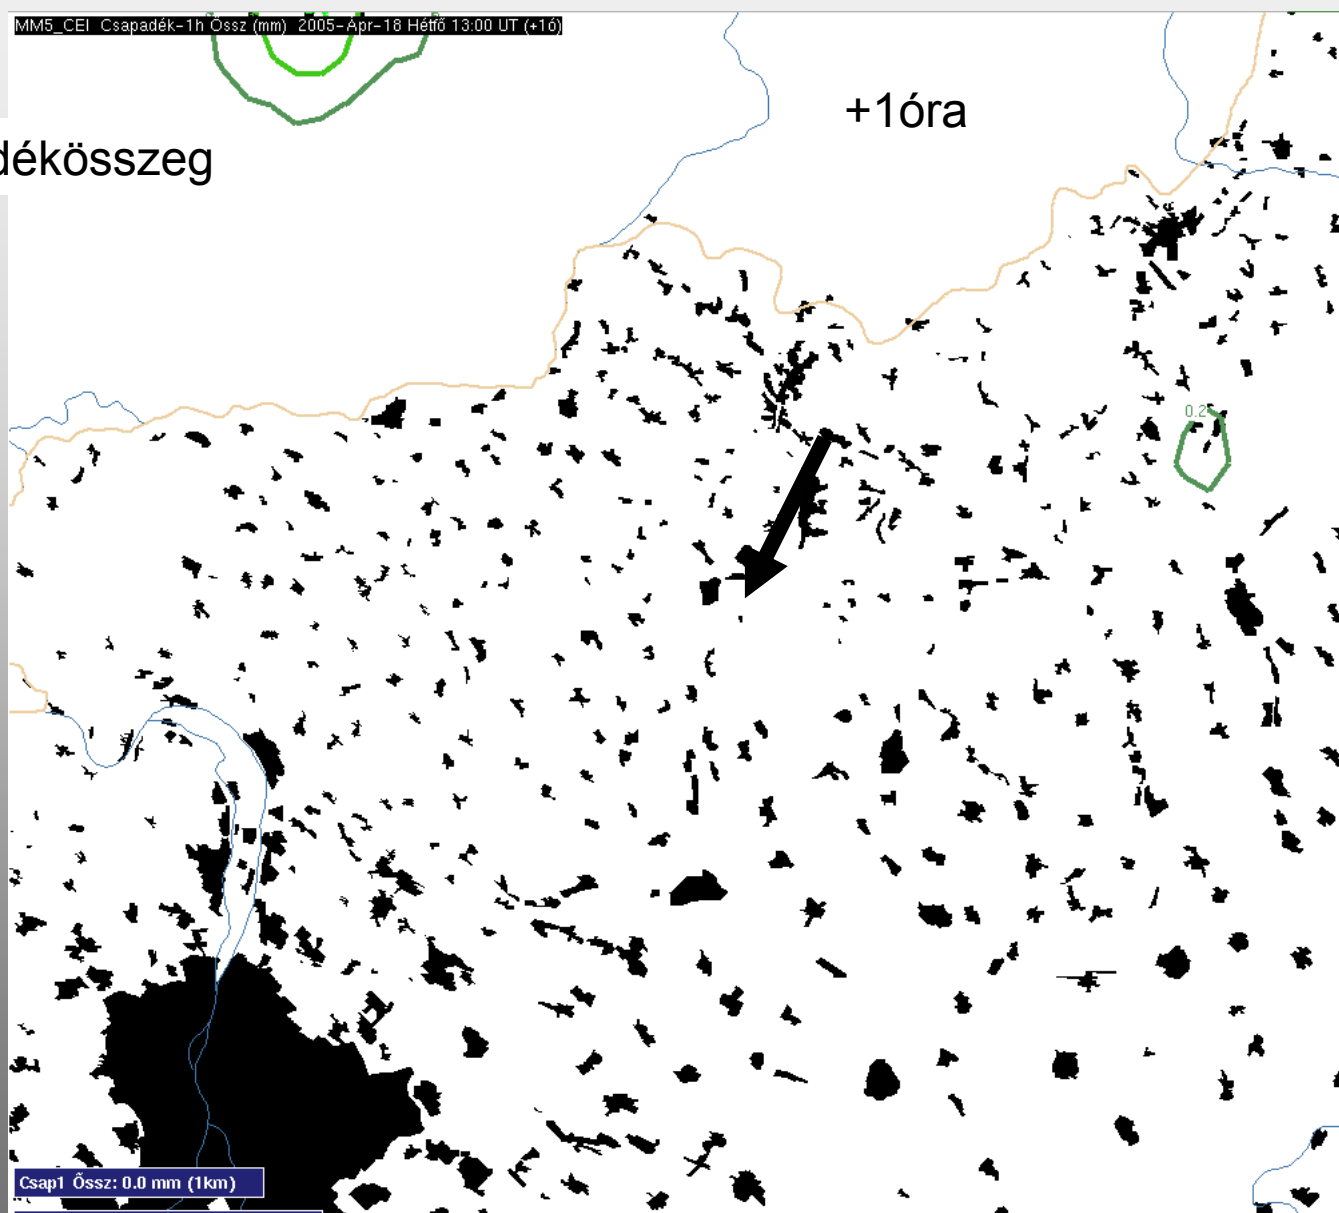 MM5_CEI Csapadék-1h Össz (mm) 2005-Apr-18 Hétfő 13:00 UT (+16)
+1óra
dékösszeg
0.2
Csap1 Össz: 0.0 mm (1km)